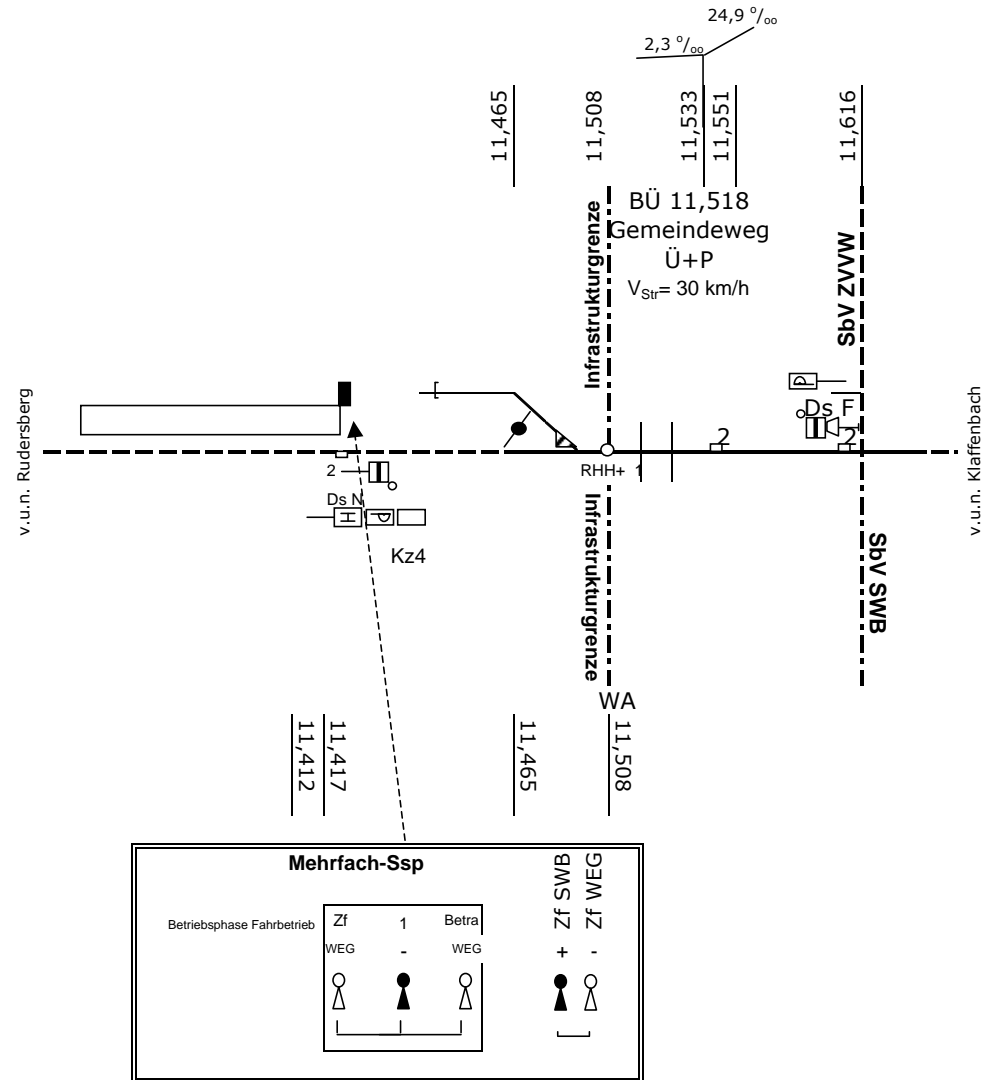 24,9 °/oo
2,3 °/oo
11,465
11,508
11,533
11,551
11,616
BÜ 11,518
Gemeindeweg
Ü+P
VStr= 30 km/h
Infrastrukturgrenze
SbV ZVVW
v.u.n. Rudersberg
Ds F
2
2
2
RHH+ 1
Ds N
Kz4
v.u.n. Klaffenbach
Infrastrukturgrenze
SbV SWB
WA
11,412
11,417
11,465
11,508
Mehrfach-Ssp
Betriebsphase Fahrbetrieb
Zf 1 Betra
WEG - WEG
Zf SWB
Zf WEG
+ -